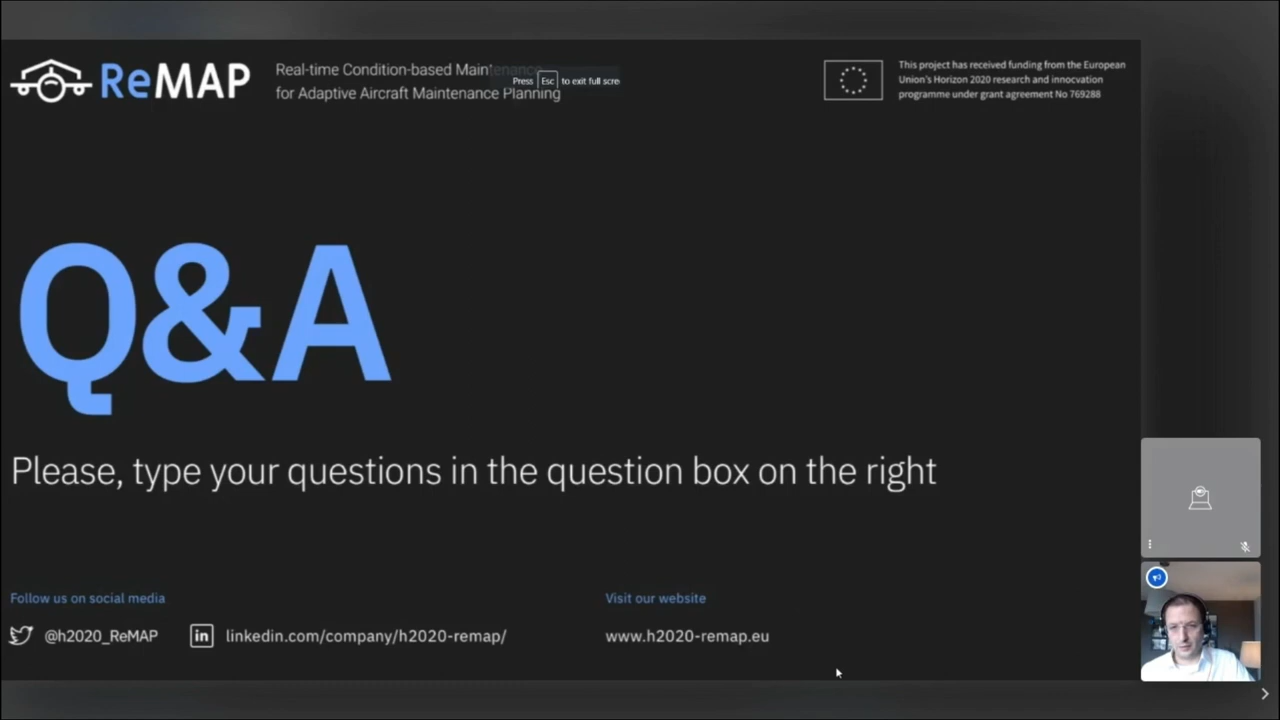 ReMAP
Real-time Condition-based Maintenance
for Adaptive Aircraft Maintenance Planning
Press Esc to exit full scre
This project has received funding from the European
Union's Horizon 2020 research and innocvation
programme under grant agreement No 769288
Q&A
Please, type your questions in the question box on the right
Follow us on social media
@h2020_ReMAP
in
linkedin.com/company/h2020-remap/
Visit our website
www.h2020-remap.eu